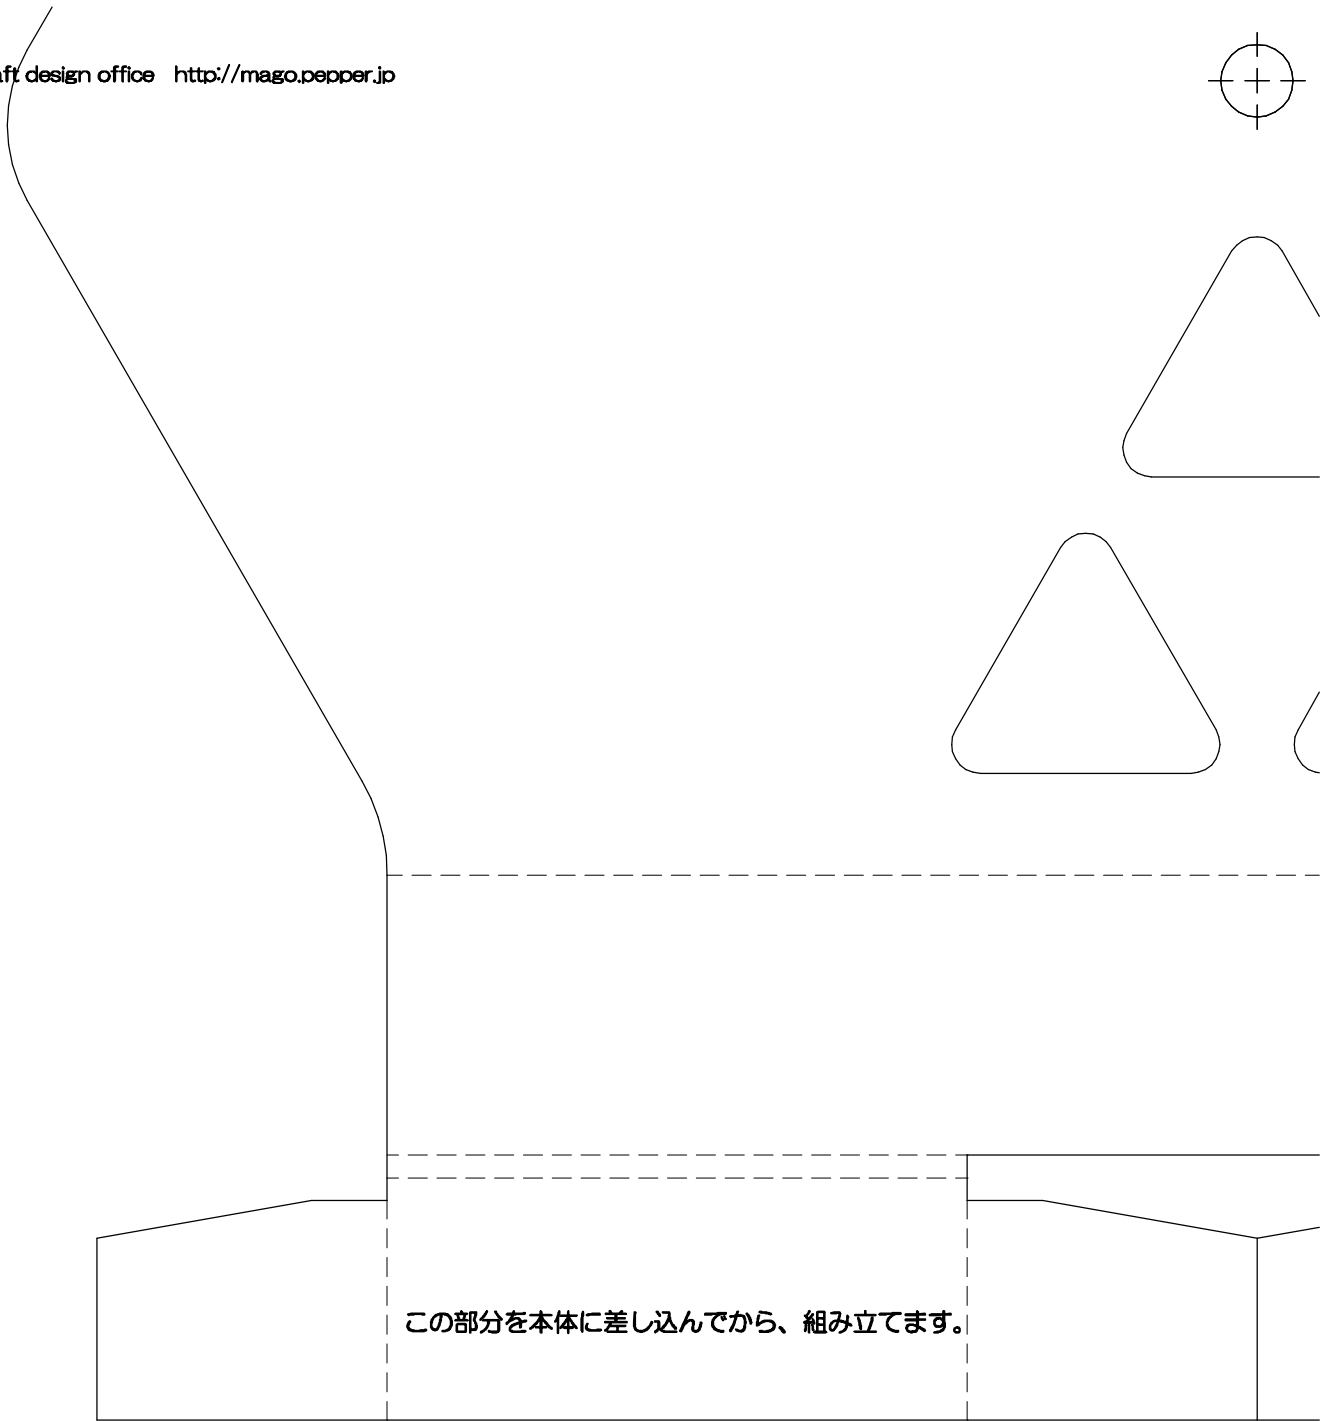 design office http://mago.pepper.jp
この部分を本体に差し込んでから、組み立てます。